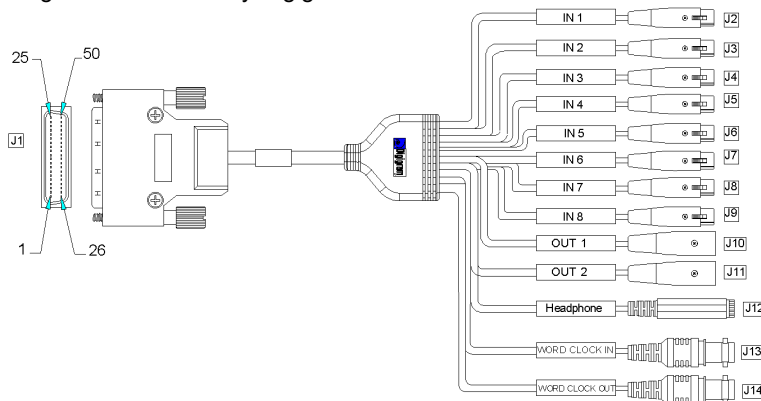 IN 1
J2
IN 2
J3
25
50
IN 3
J4
IN 4
J5
J1
IN 5
J6
IN 6
J7
IN 7
J8
IN 8
J9
1
26
OUT 1
J10
OUT 2
J11
Headphone
J12
WORD CLOCK IN
J13
WORD CLOCK OUT
J14